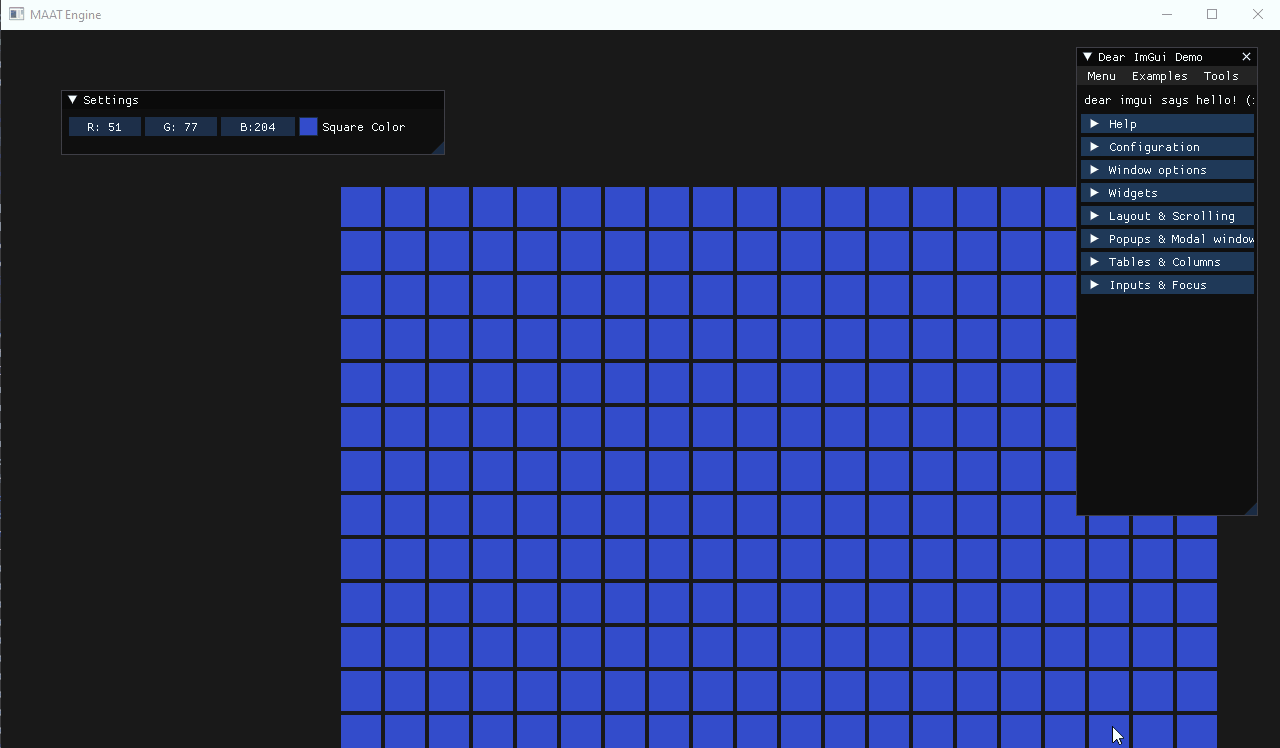 MAAT Engine
Settings
R: 51 G: 77 B:204 Square Color
Dear ImGui Demo
Menu Examples Tools
dear imgui says hello! (
Help
Configuration
Window options
Widgets
Layout & Scrolling
Popups & Modal window
Tables & Columns
Inputs & Focus